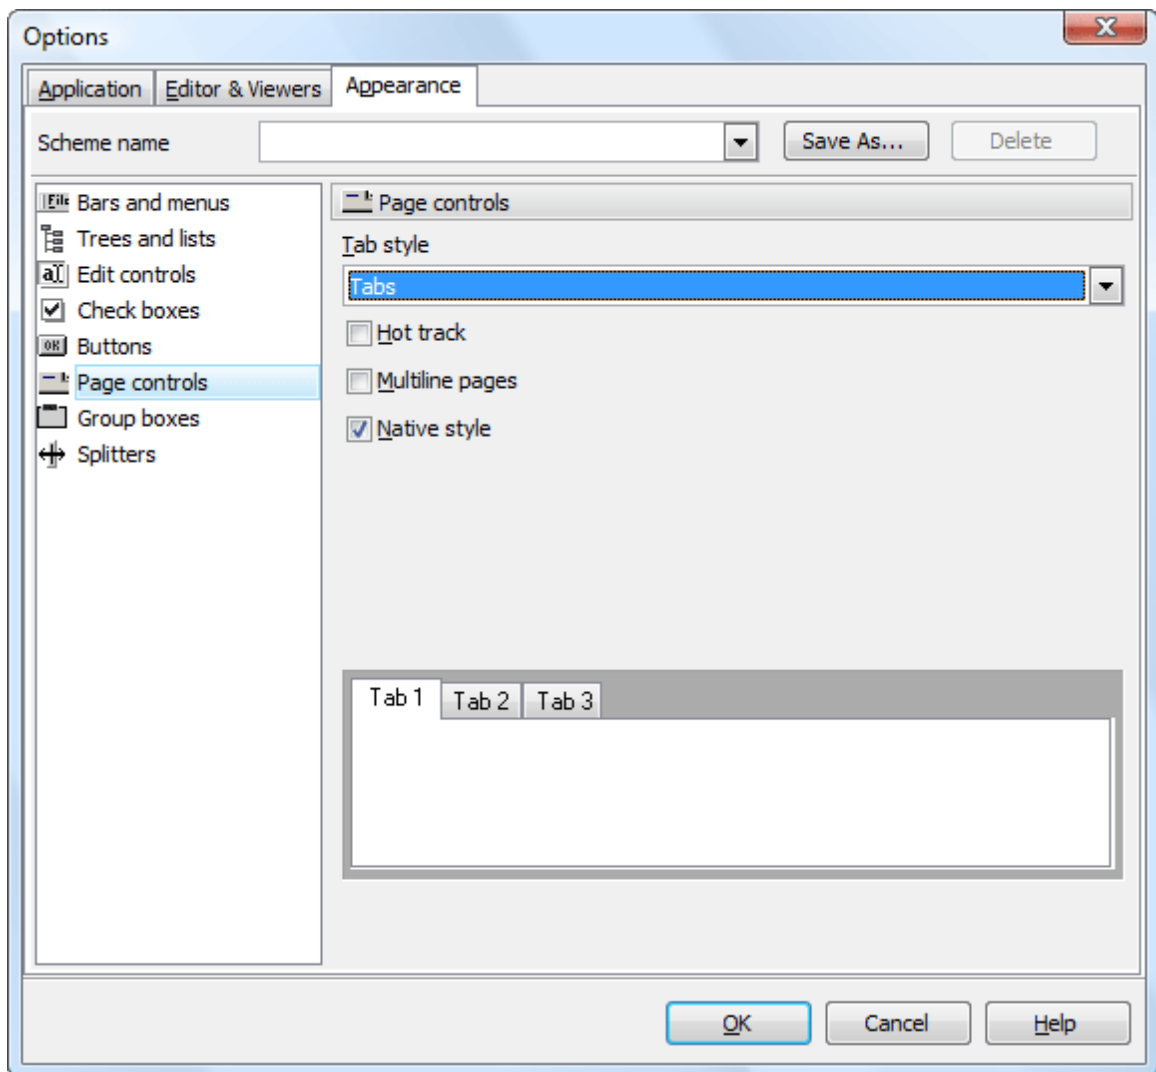 Options
Application Editor & Viewers Appearance
Scheme name Save As... Delete
Bars and menus
Trees and lists
Edit controls
Check boxes
Buttons
Page controls
Group boxes
Splitters
Page controls
Tab style
Tabs
Hot track
Multiline pages
Native style
Tab 1 Tab 2 Tab 3
OK Cancel Help